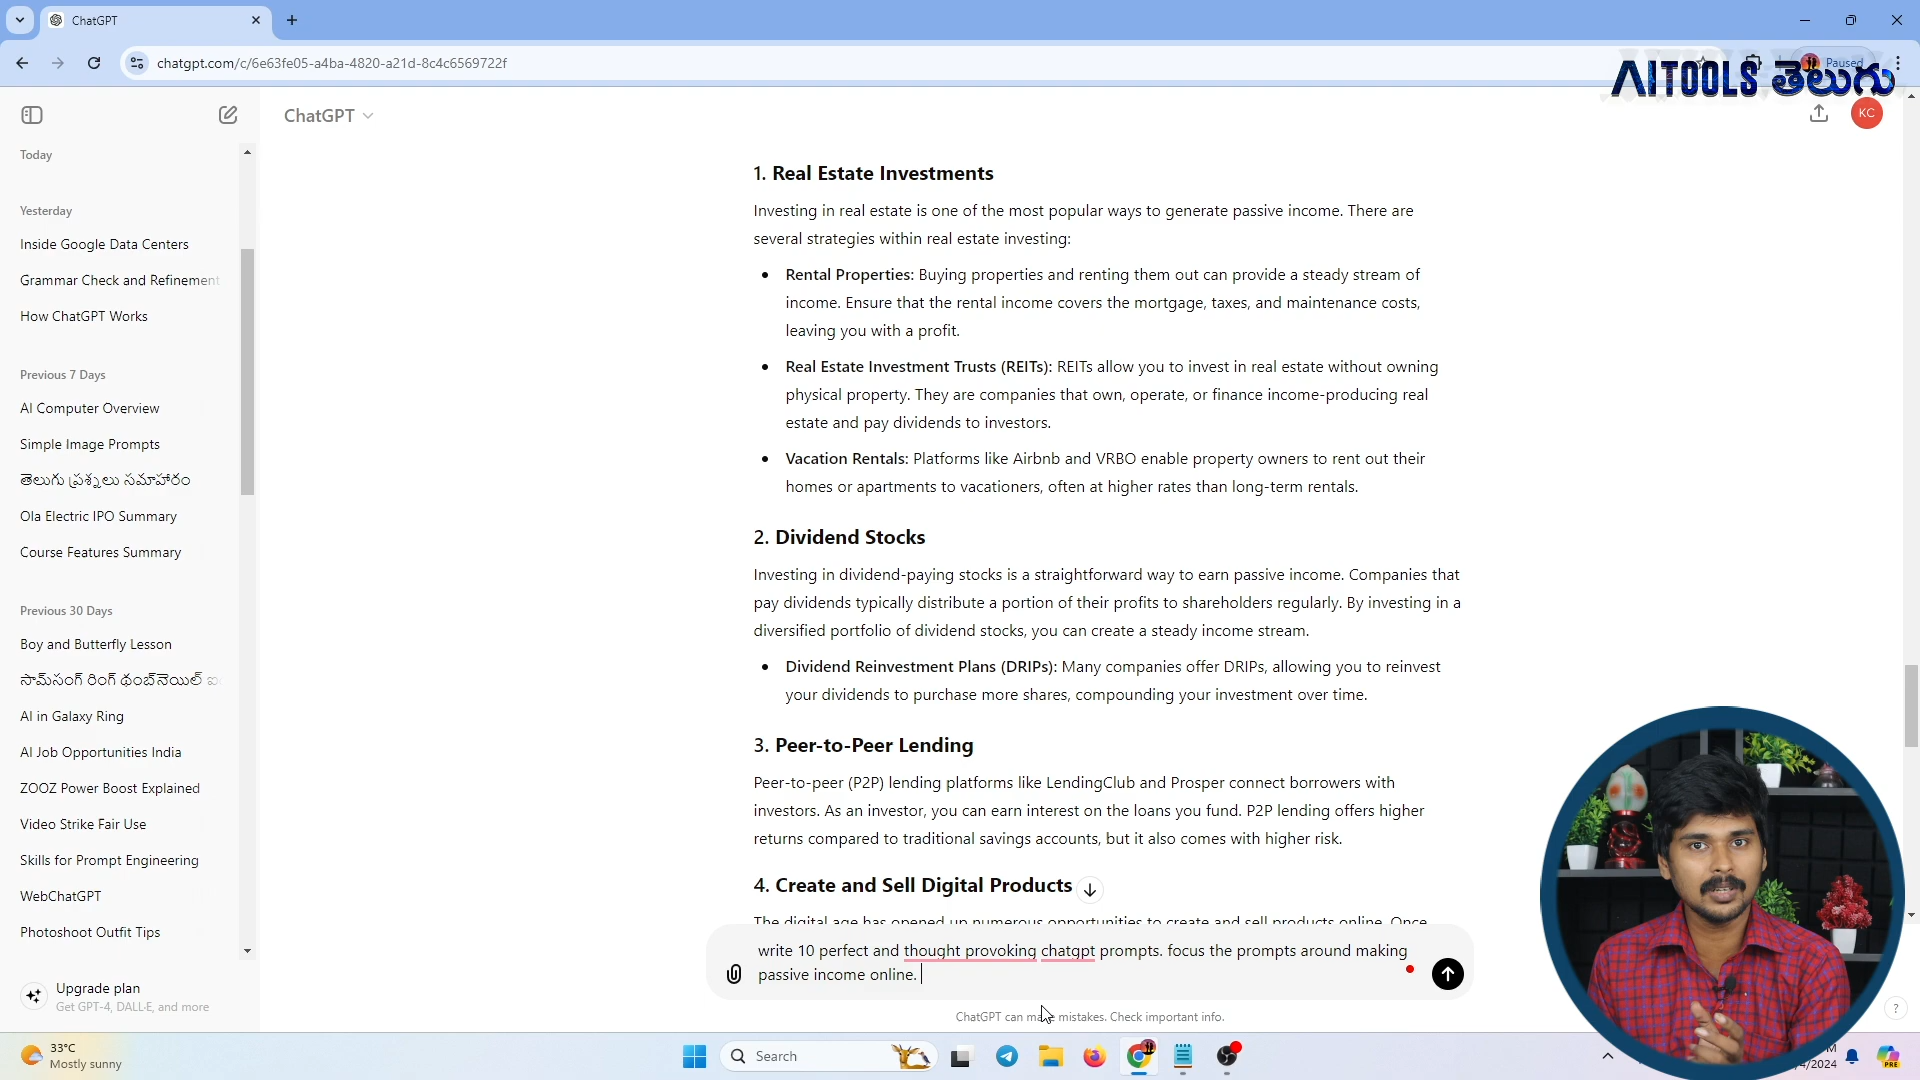 ChatGPT
chatgpt.com/c/6e63fe05-a4ba-4820-a21d-8c4c6569722f
Paused
AITOOLS తెలుగు
ChatGPT
KC
Today
Yesterday
Inside Google Data Centers
Grammar Check and Refinement
How ChatGPT Works
Previous 7 Days
AI Computer Overview
Simple Image Prompts
తెలుగు ప్రశ్నలు సమాహారం
Ola Electric IPO Summary
Course Features Summary
Previous 30 Days
Boy and Butterfly Lesson
సామ్‌సంగ్ రింగ్ థంబ్‌నెయిల్
AI in Galaxy Ring
AI Job Opportunities India
ZOOZ Power Boost Explained
Video Strike Fair Use
Skills for Prompt Engineering
WebChatGPT
Photoshoot Outfit Tips
Upgrade plan
Get GPT-4, DALL·E, and more
1. Real Estate Investments
Investing in real estate is one of the most popular ways to generate passive income. There are
several strategies within real estate investing:
• Rental Properties: Buying properties and renting them out can provide a steady stream of
income. Ensure that the rental income covers the mortgage, taxes, and maintenance costs,
leaving you with a profit.
• Real Estate Investment Trusts (REITs): REITs allow you to invest in real estate without owning
physical property. They are companies that own, operate, or finance income-producing real
estate and pay dividends to investors.
• Vacation Rentals: Platforms like Airbnb and VRBO enable property owners to rent out their
homes or apartments to vacationers, often at higher rates than long-term rentals.
2. Dividend Stocks
Investing in dividend-paying stocks is a straightforward way to earn passive income. Companies that
pay dividends typically distribute a portion of their profits to shareholders regularly. By investing in a
diversified portfolio of dividend stocks, you can create a steady income stream.
• Dividend Reinvestment Plans (DRIPs): Many companies offer DRIPs, allowing you to reinvest
your dividends to purchase more shares, compounding your investment over time.
3. Peer-to-Peer Lending
Peer-to-peer (P2P) lending platforms like LendingClub and Prosper connect borrowers with
investors. As an investor, you can earn interest on the loans you fund. P2P lending offers higher
returns compared to traditional savings accounts, but it also comes with higher risk.
4. Create and Sell Digital Products
The digital age has opened up numerous opportunities to create and sell products online. Once
write 10 perfect and thought provoking chatgpt prompts. focus the prompts around making
passive income online.
ChatGPT can make mistakes. Check important info.
?
33°C
Mostly sunny
Search
M
/4/2024
PRE